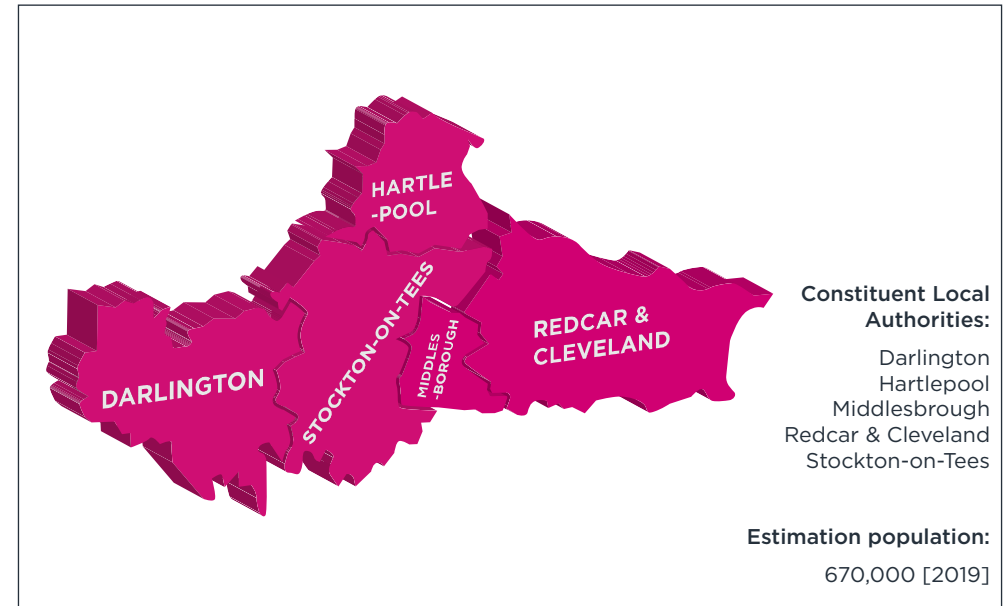 HARTLE
-POOL
STOCKTON-ON-TEES
MIDDLES
-BOROUGH
REDCAR &
CLEVELAND
DARLINGTON
Constituent Local
Authorities:
Darlington
Hartlepool
Middlesbrough
Redcar & Cleveland
Stockton-on-Tees
Estimation population:
670,000 [2019]